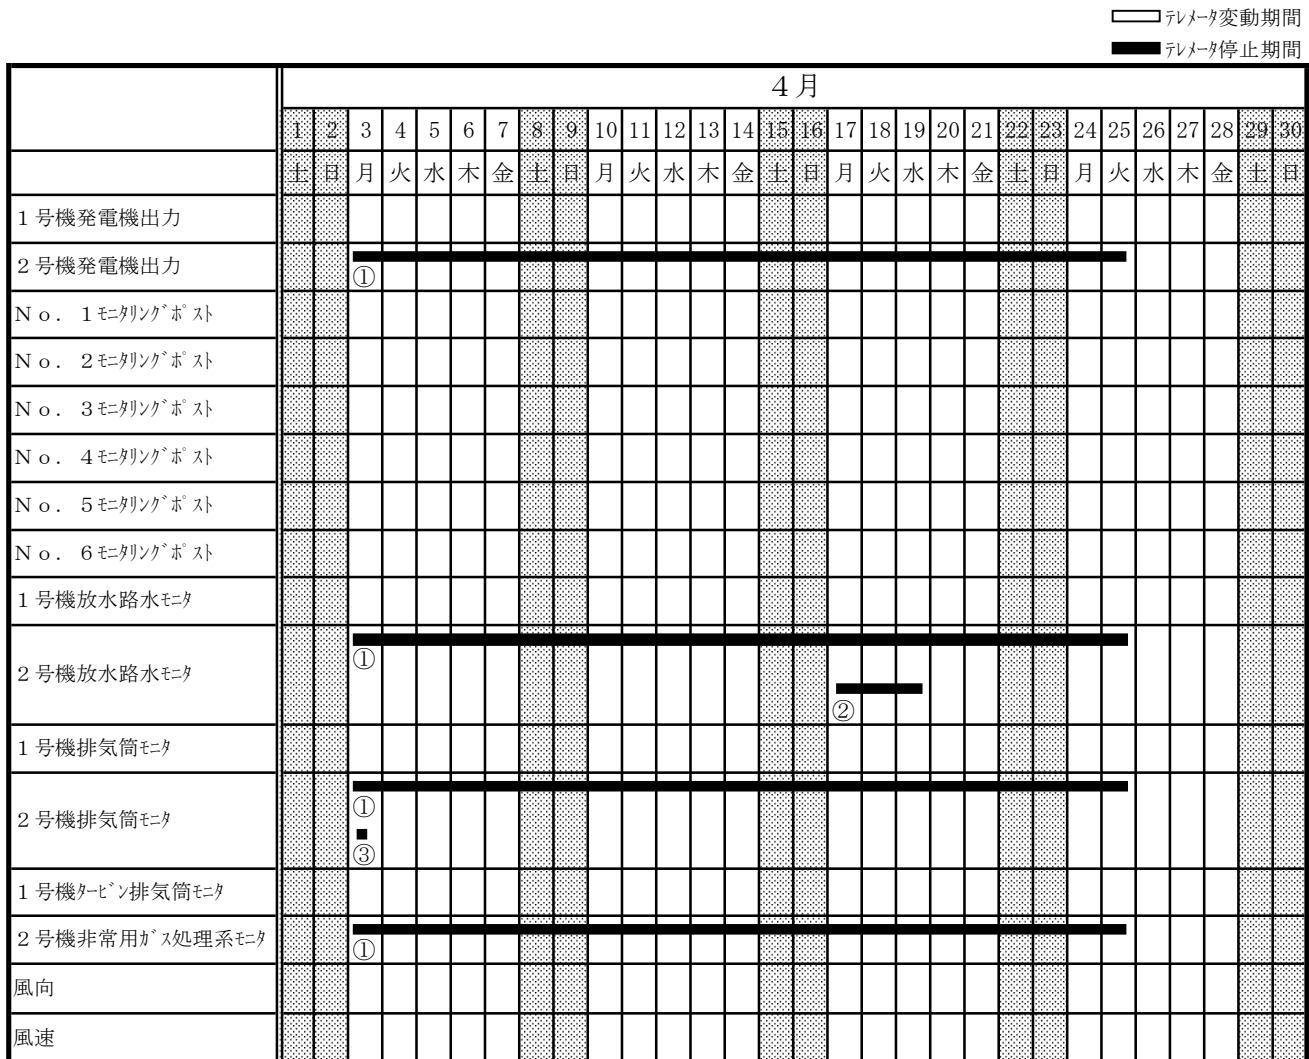 ﾃﾚﾒｰﾀ変動期間
ﾃﾚﾒｰﾀ停止期間
４月
1 2 3 4 5 6 7 8 9 10 11 12 13 14 15 16 17 18 19 20 21 22 23 24 25 26 27 28 29 30
土 日 月 火 水 木 金 土 日 月 火 水 木 金 土 日 月 火 水 木 金 土 日 月 火 水 木 金 土 日
１号機発電機出力
２号機発電機出力
①
Ｎｏ．１ﾓﾆﾀﾘﾝｸﾞﾎﾟｽﾄ
Ｎｏ．２ﾓﾆﾀﾘﾝｸﾞﾎﾟｽﾄ
Ｎｏ．３ﾓﾆﾀﾘﾝｸﾞﾎﾟｽﾄ
Ｎｏ．４ﾓﾆﾀﾘﾝｸﾞﾎﾟｽﾄ
Ｎｏ．５ﾓﾆﾀﾘﾝｸﾞﾎﾟｽﾄ
Ｎｏ．６ﾓﾆﾀﾘﾝｸﾞﾎﾟｽﾄ
１号機放水路水ﾓﾆﾀ
２号機放水路水ﾓﾆﾀ
①
②
１号機排気筒ﾓﾆﾀ
２号機排気筒ﾓﾆﾀ
①
③
１号機ﾀｰﾋﾞﾝ排気筒ﾓﾆﾀ
２号機非常用ｶﾞｽ処理系ﾓﾆﾀ
①
風向
風速